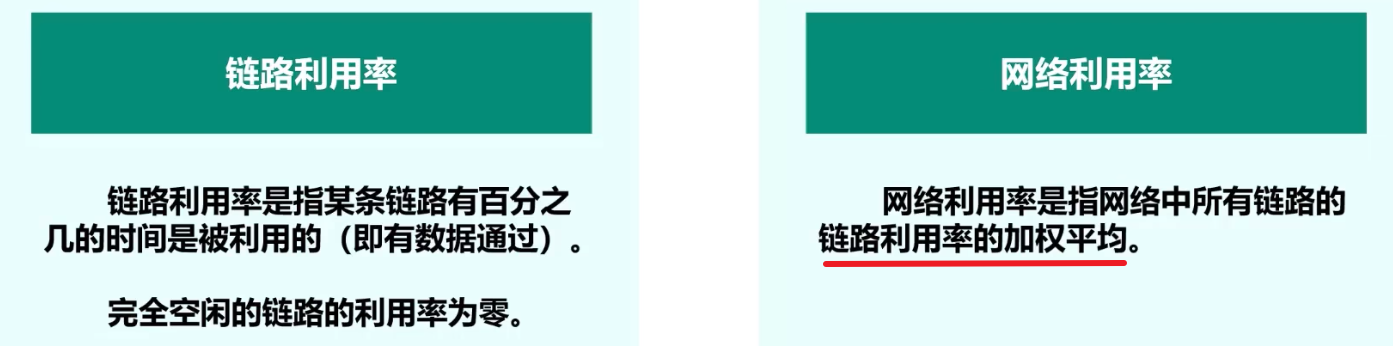 链路利用率
链路利用率是指某条链路有百分之
几的时间是被利用的（即有数据通过）。
完全空闲的链路的利用率为零。
网络利用率
网络利用率是指网络中所有链路的
链路利用率的加权平均。